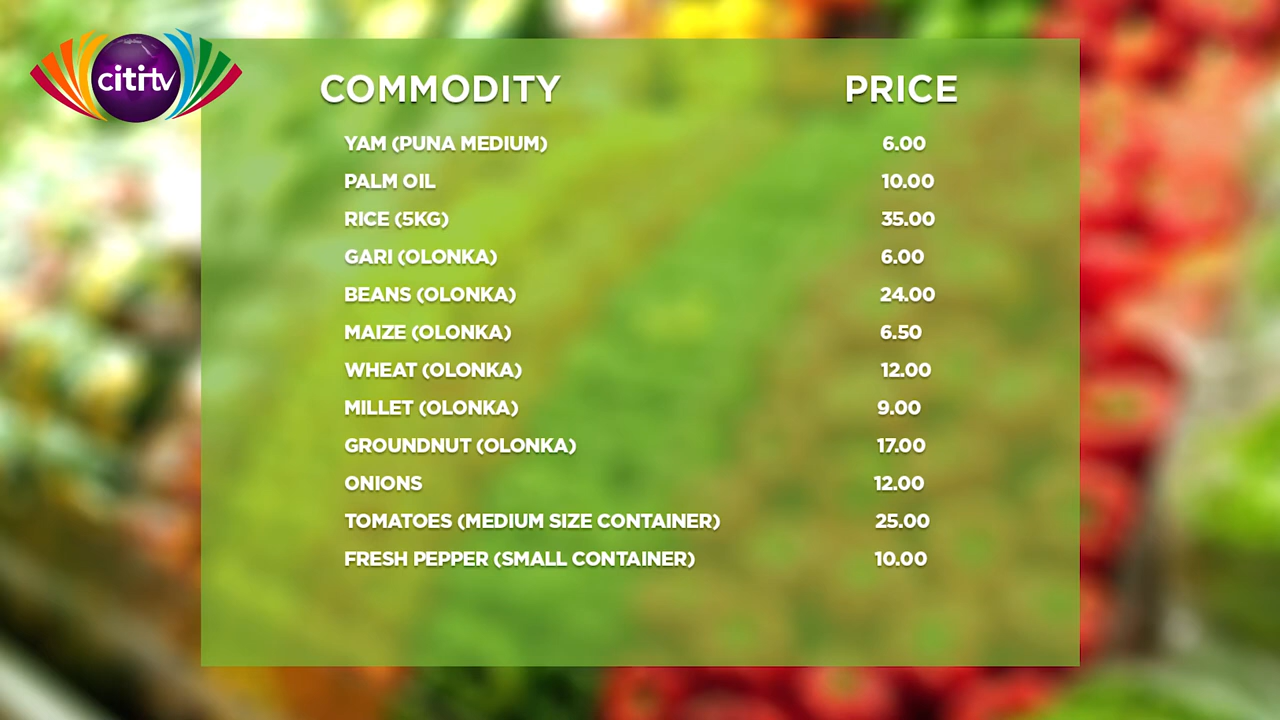 cititv
COMMODITY PRICE
YAM (PUNA MEDIUM) 6.00
PALM OIL 10.00
RICE (5KG) 35.00
GARI (OLONKA) 6.00
BEANS (OLONKA) 24.00
MAIZE (OLONKA) 6.50
WHEAT (OLONKA) 12.00
MILLET (OLONKA) 9.00
GROUNDNUT (OLONKA) 17.00
ONIONS 12.00
TOMATOES (MEDIUM SIZE CONTAINER) 25.00
FRESH PEPPER (SMALL CONTAINER) 10.00